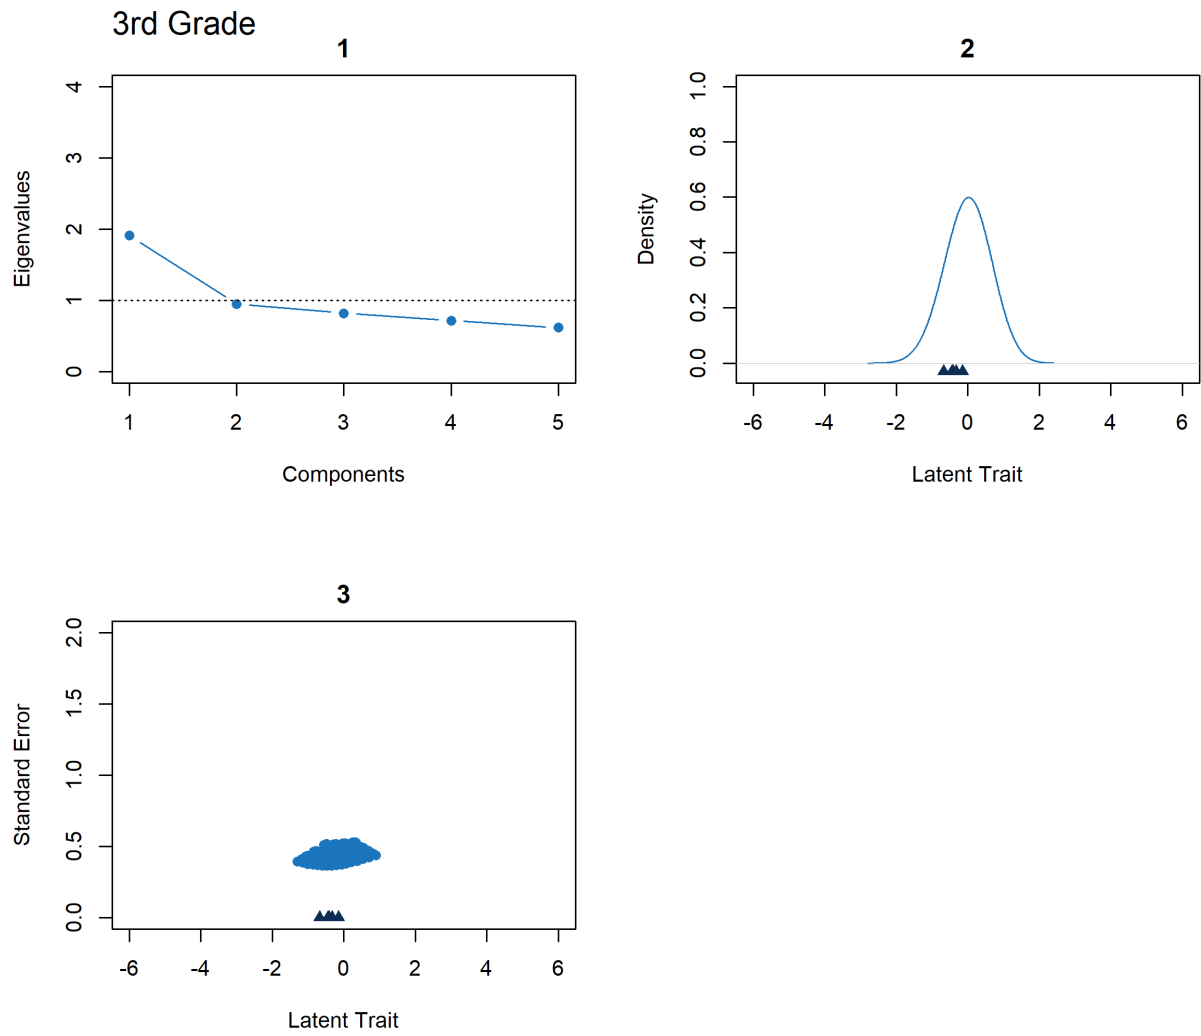 3rd Grade
1
Eigenvalues
4
3
2
1
0
1 2 3 4 5
Components
2
Density
1.0
0.8
0.6
0.4
0.2
0.0
-6 -4 -2 0 2 4 6
Latent Trait
3
Standard Error
2.0
1.5
1.0
0.5
0.0
-6 -4 -2 0 2 4 6
Latent Trait